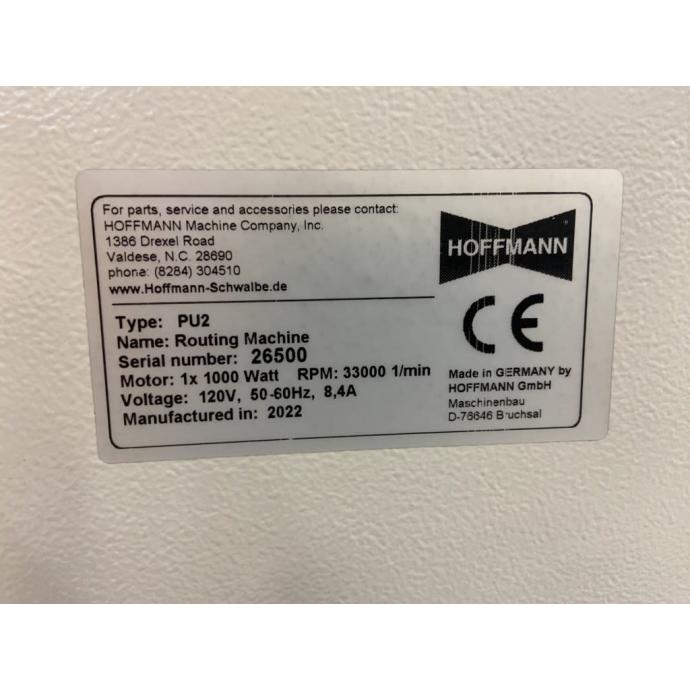 For parts, service and accessories please contact:
HOFFMANN Machine Company, Inc.
1386 Drexel Road
Valdese, N.C. 28690
phone: (8284) 304510
www.Hoffmann-Schwalbe.de
Type: PU2
Name: Routing Machine
Serial number: 26500
Motor: 1x 1000 Watt RPM: 33000 1/min
Voltage: 120V, 50-60Hz, 8,4A
Manufactured in: 2022
HOFFMANN
CE
Made in GERMANY by
HOFFMANN GmbH
Maschinenbau
D-76646 Bruchsal